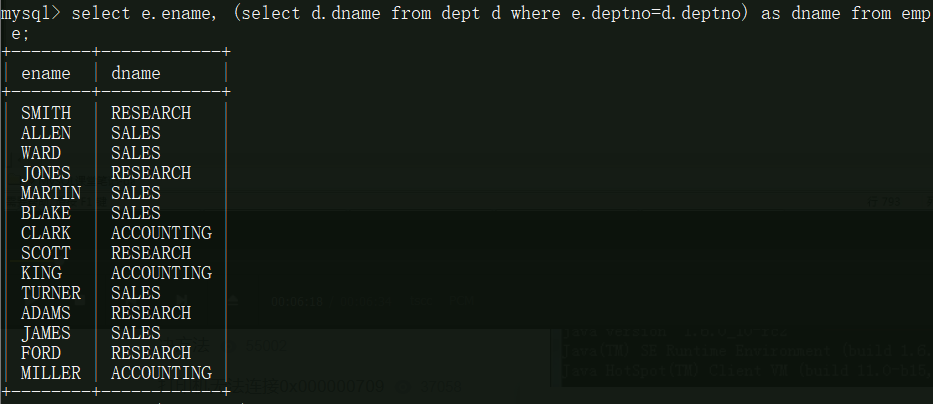 mysql> select e.ename, (select d.dname from dept d where e.deptno=d.deptno) as dname from emp
e;
+--------+------------+
| ename | dname |
+--------+------------+
| SMITH | RESEARCH |
| ALLEN | SALES |
| WARD | SALES |
| JONES | RESEARCH |
| MARTIN | SALES |
| BLAKE | SALES |
| CLARK | ACCOUNTING |
| SCOTT | RESEARCH |
| KING | ACCOUNTING |
| TURNER | SALES |
| ADAMS | RESEARCH |
| JAMES | SALES |
| FORD | RESEARCH |
| MILLER | ACCOUNTING |
+--------+------------+